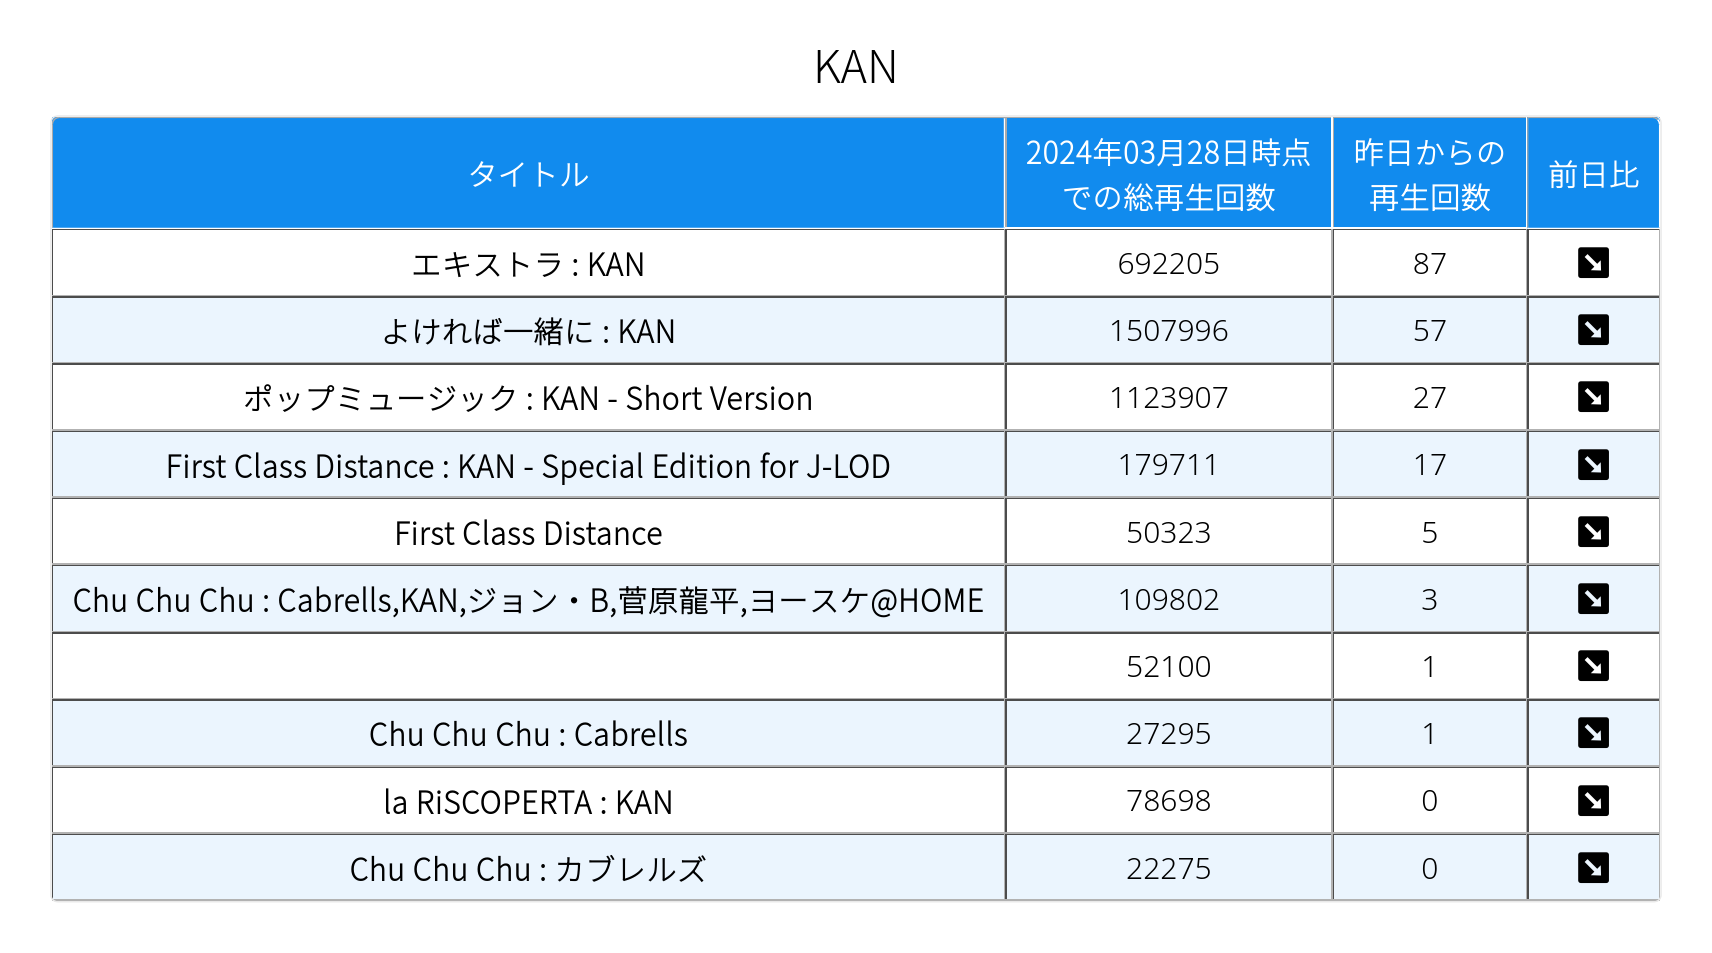 KAN
タイトル 2024年03月28日時点での総再生回数 昨日からの再生回数 前日比
エキストラ : KAN 692205 87 ↘
よければ一緒に : KAN 1507996 57 ↘
ポップミュージック : KAN - Short Version 1123907 27 ↘
First Class Distance : KAN - Special Edition for J-LOD 179711 17 ↘
First Class Distance 50323 5 ↘
Chu Chu Chu : Cabrells,KAN,ジョン・B,菅原龍平,ヨースケ@HOME 109802 3 ↘
52100 1 ↘
Chu Chu Chu : Cabrells 27295 1 ↘
la RiSCOPERTA : KAN 78698 0 ↘
Chu Chu Chu : カブレルズ 22275 0 ↘